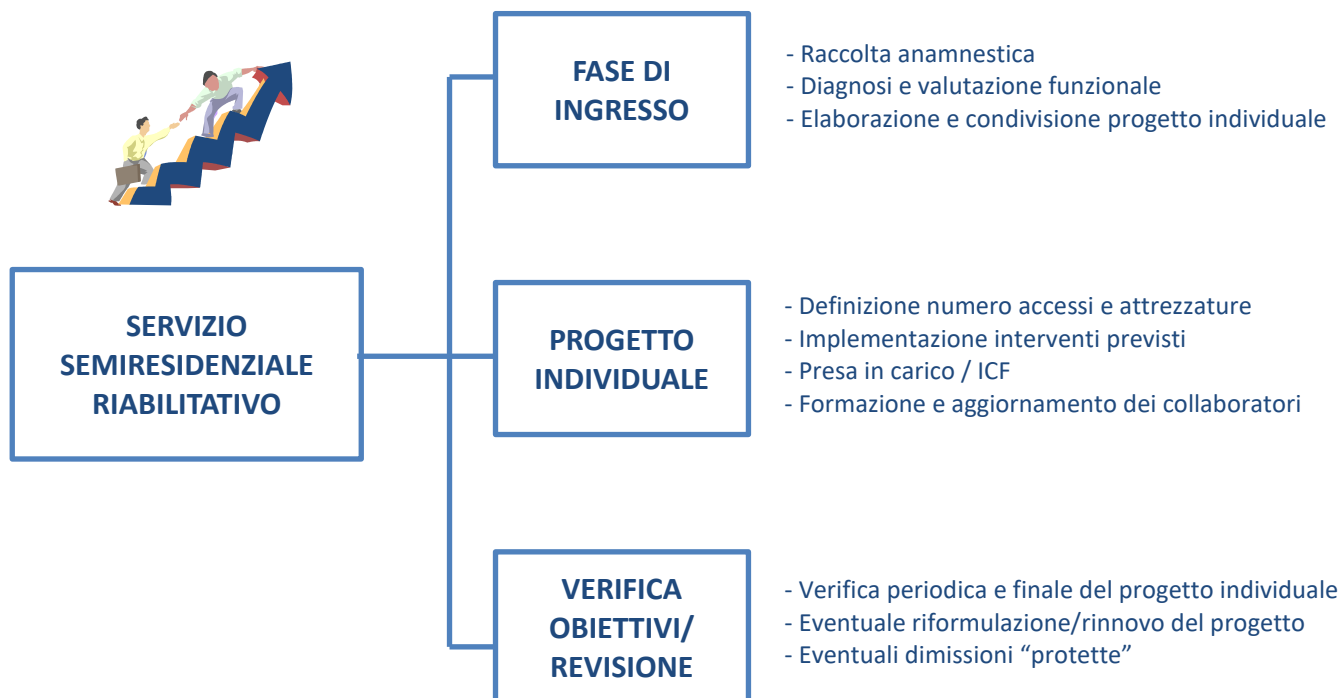 FASE DI
INGRESSO
- Raccolta anamnestica
- Diagnosi e valutazione funzionale
- Elaborazione e condivisione progetto individuale
SERVIZIO
SEMIRESIDENZIALE
RIABILITATIVO
PROGETTO
INDIVIDUALE
- Definizione numero accessi e attrezzature
- Implementazione interventi previsti
- Presa in carico / ICF
- Formazione e aggiornamento dei collaboratori
VERIFICA
OBIETTIVI/
REVISIONE
- Verifica periodica e finale del progetto individuale
- Eventuale riformulazione/rinnovo del progetto
- Eventuali dimissioni “protette”